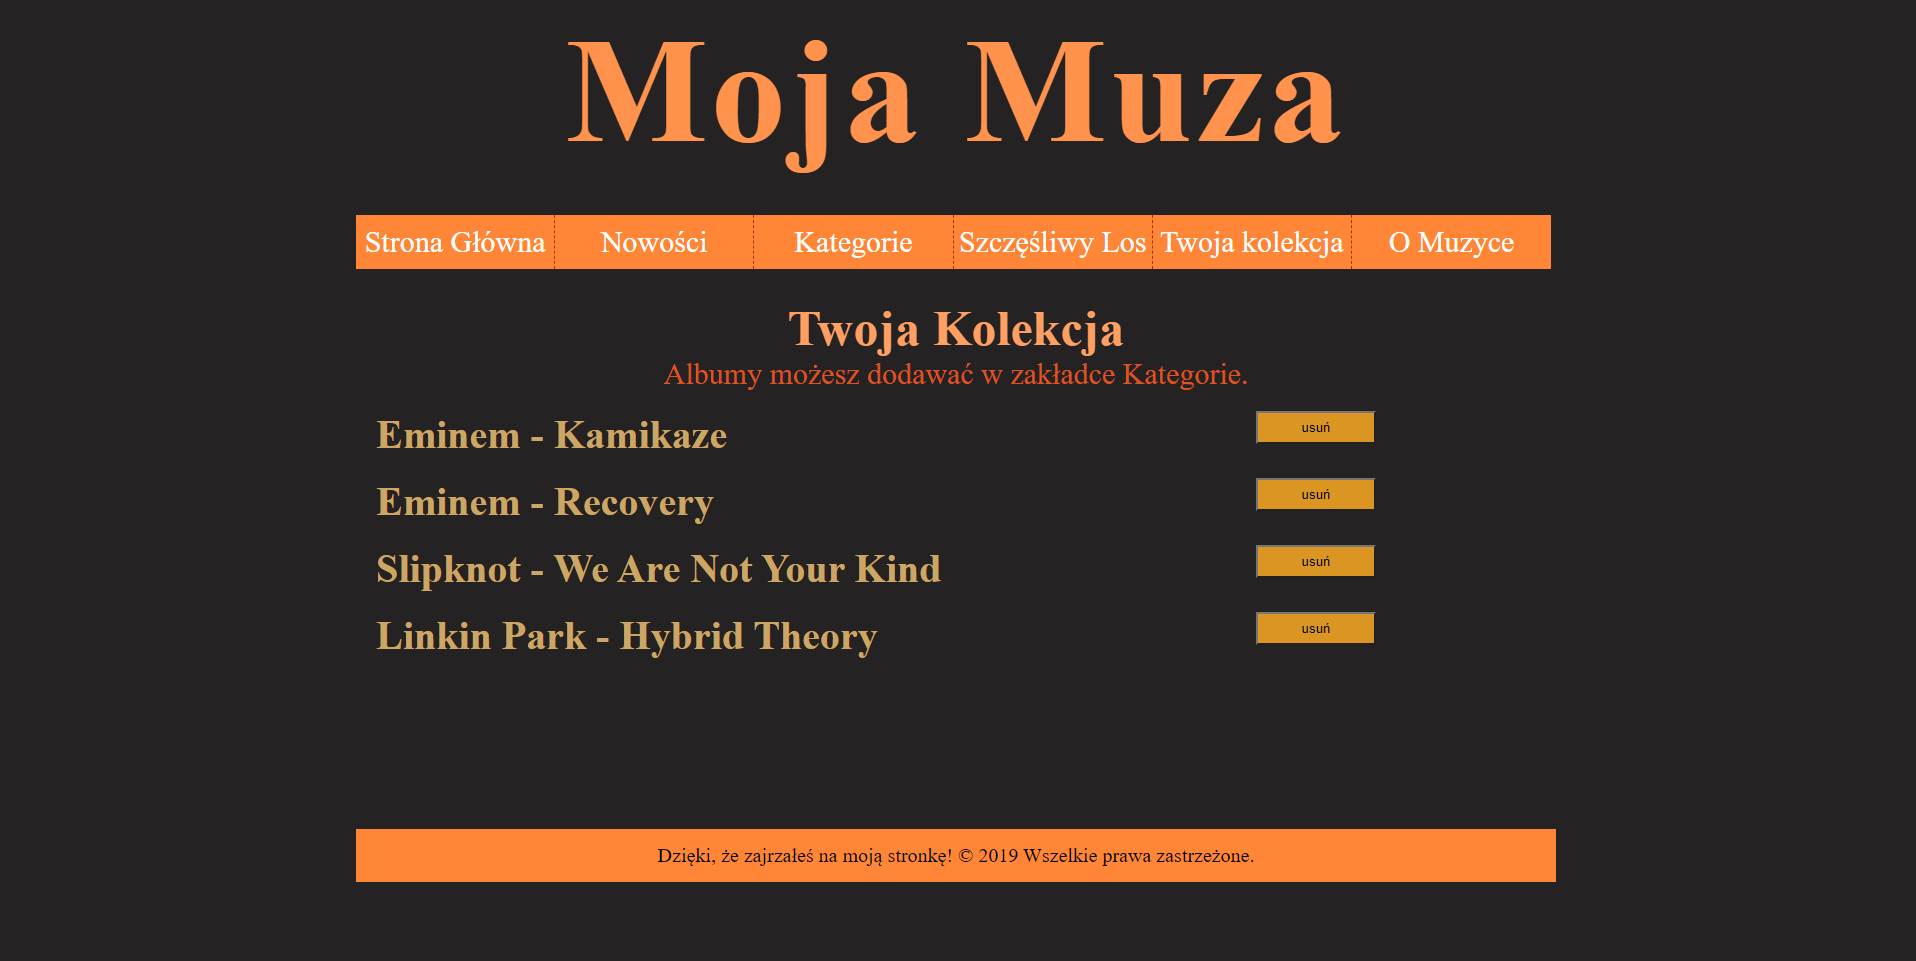 Moja Muza
Strona Główna Nowości Kategorie Szczęśliwy Los Twoja kolekcja O Muzyce
Twoja Kolekcja
Albumy możesz dodawać w zakładce Kategorie.
Eminem - Kamikaze usuń
Eminem - Recovery usuń
Slipknot - We Are Not Your Kind usuń
Linkin Park - Hybrid Theory usuń
Dzięki, że zajrzałeś na moją stronkę! © 2019 Wszelkie prawa zastrzeżone.